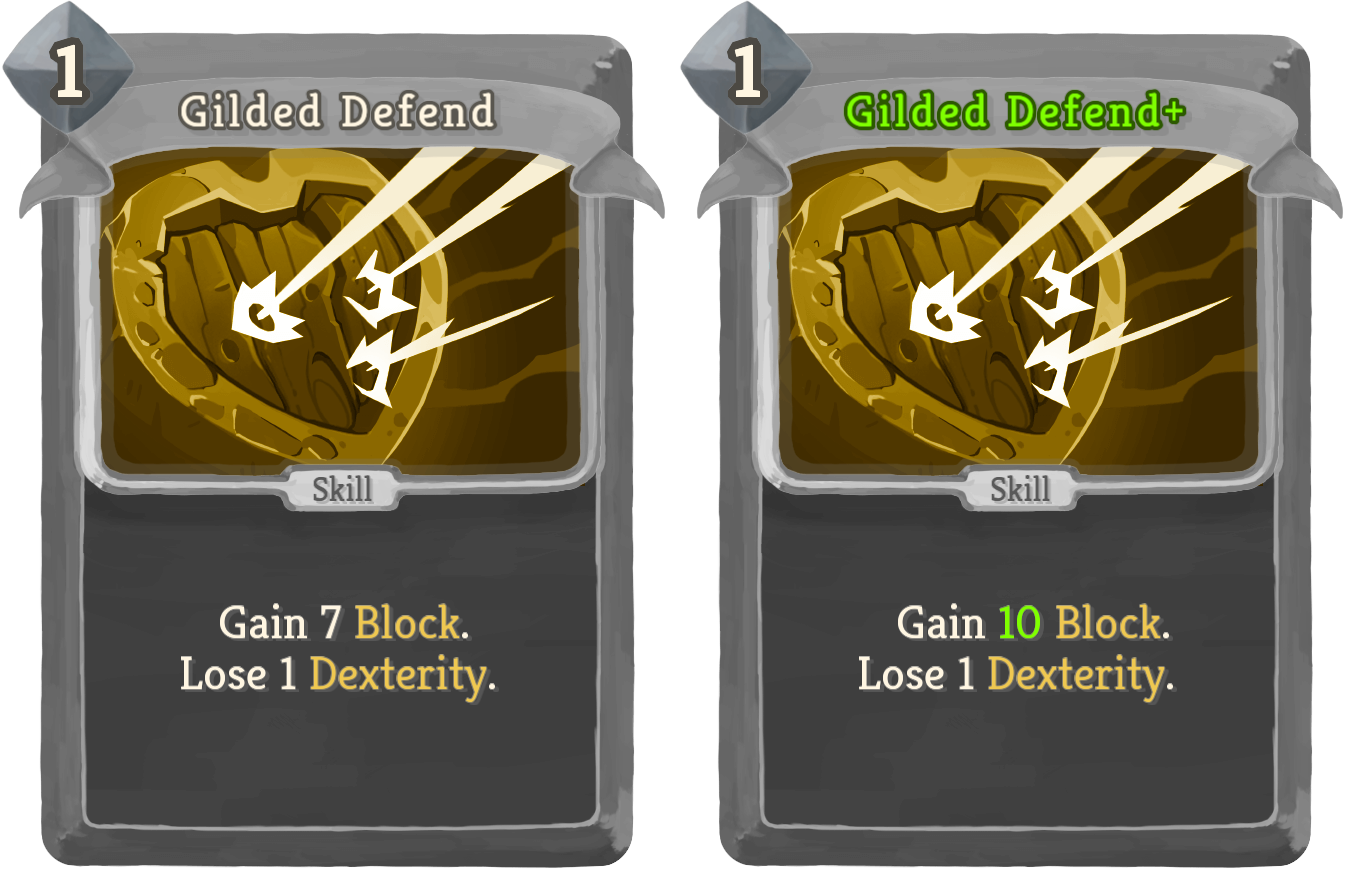 1
Gilded Defend
Skill
Gain 7 Block.
Lose 1 Dexterity.
1
Gilded Defend+
Skill
Gain 10 Block.
Lose 1 Dexterity.